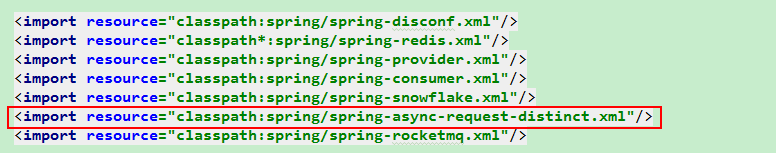 <import resource="classpath:spring/spring-disconf.xml"/>
<import resource="classpath*:spring/spring-redis.xml"/>
<import resource="classpath:spring/spring-provider.xml"/>
<import resource="classpath:spring/spring-consumer.xml"/>
<import resource="classpath:spring/spring-snowflake.xml"/>
<import resource="classpath:spring/spring-async-request-distinct.xml"/>
<import resource="classpath:spring/spring-rocketmq.xml"/>